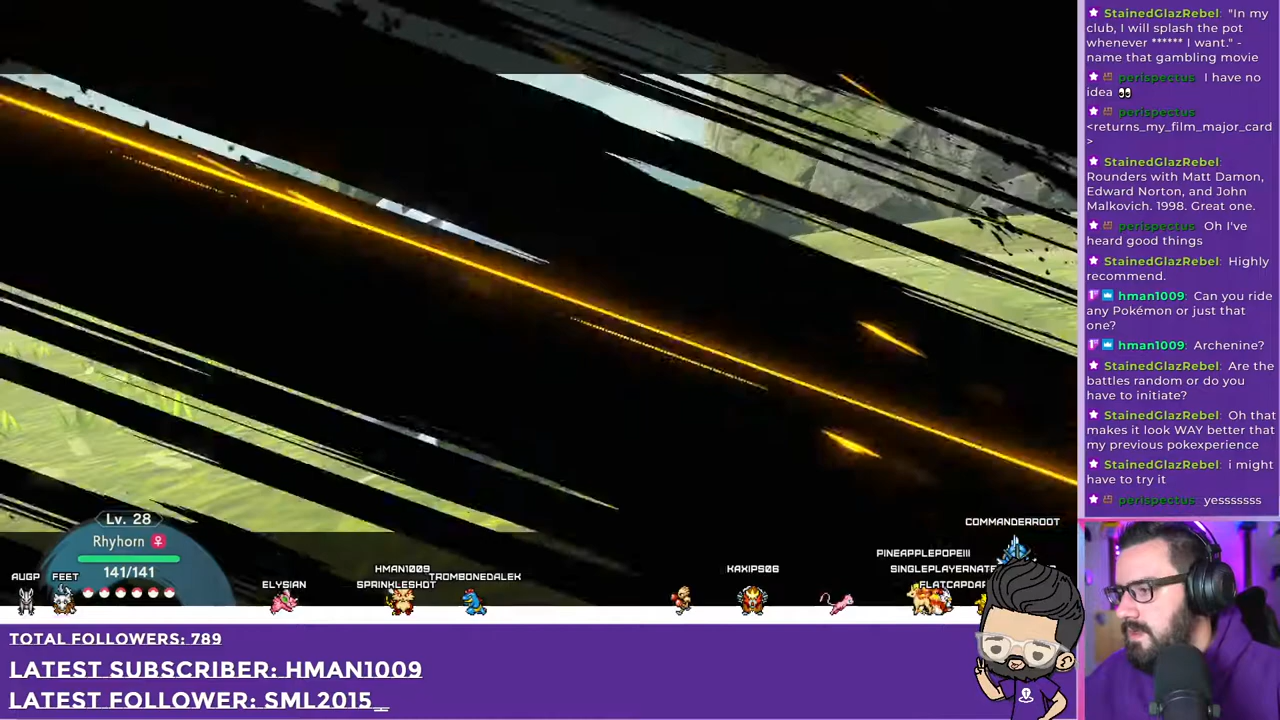 StainedGlazRebel: "In my
club, I will splash the pot
whenever ****** I want." -
name that gambling movie
perispectus I have no
idea 👀
perispectus
<returns_my_film_major_card
>
StainedGlazRebel:
Rounders with Matt Damon,
Edward Norton, and John
Malkovich. 1998. Great one.
perispectus Oh I've
heard good things
StainedGlazRebel: Highly
recommend.
hman1009: Can you ride
any Pokémon or just that
one?
hman1009: Archenine?
StainedGlazRebel: Are the
battles random or do you
have to initiate?
StainedGlazRebel: Oh that
makes it look WAY better that
my previous pokexperience
StainedGlazRebel: i might
have to try it
perispectus: yesssssss
Lv. 28
Rhyhorn ♀
141/141
AUGP
FEET
ELYSIAN
HMAN1009
SPRINKLESHOT
TROMBONEDALEK
KAXIPS06
COMMANDERROOT
PINEAPPLEPOPEIII
SINGLEPLAYERNATE
FLATCAPDAP
TOTAL FOLLOWERS: 789
LATEST SUBSCRIBER: HMAN1009
LATEST FOLLOWER: SML2015_